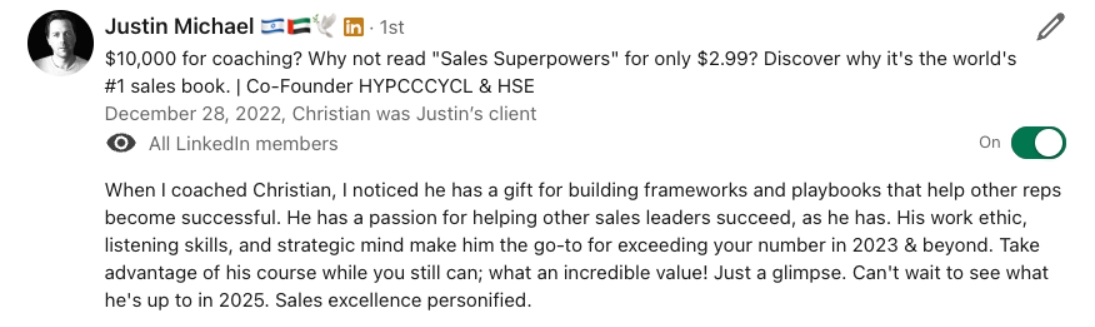 Justin Michael 🇮🇱🇦🇪🕊️ in · 1st
$10,000 for coaching? Why not read "Sales Superpowers" for only $2.99? Discover why it's the world's
#1 sales book. | Co-Founder HYPCCCYCL & HSE
December 28, 2022, Christian was Justin's client
All LinkedIn members
On
When I coached Christian, I noticed he has a gift for building frameworks and playbooks that help other reps
become successful. He has a passion for helping other sales leaders succeed, as he has. His work ethic,
listening skills, and strategic mind make him the go-to for exceeding your number in 2023 & beyond. Take
advantage of his course while you still can; what an incredible value! Just a glimpse. Can't wait to see what
he's up to in 2025. Sales excellence personified.